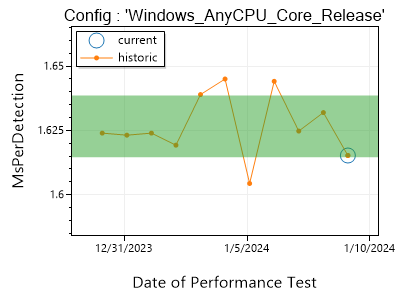 Config : 'Windows_AnyCPU_Core_Release'
current
historic
1.65
1.625
1.6
MsPerDetection
12/31/2023
1/5/2024
1/10/2024
Date of Performance Test